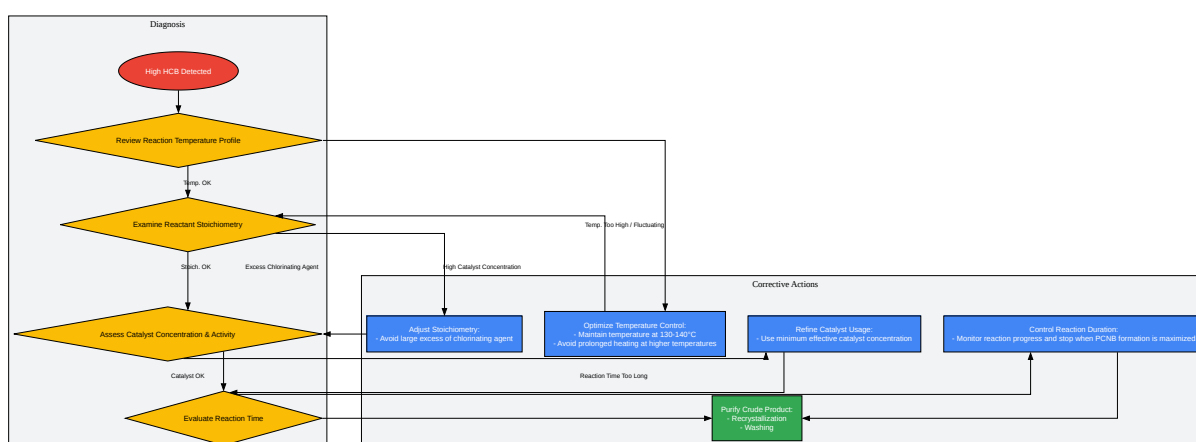 Diagnosis
High HCB Detected
Review Reaction Temperature Profile
Temp. OK
Examine Reactant Stoichiometry
Temp. Too High / Fluctuating
Stoich. OK
Excess Chlorinating Agent
High Catalyst Concentration
Corrective Actions
Assess Catalyst Concentration & Activity
Adjust Stoichiometry:
- Avoid large excess of chlorinating agent
Optimize Temperature Control:
- Maintain temperature at 130-140°C
- Avoid prolonged heating at higher temperatures
Refine Catalyst Usage:
- Use minimum effective catalyst concentration
Control Reaction Duration:
- Monitor reaction progress and stop when PCNB formation is maximized
Catalyst OK
Reaction Time Too Long
Evaluate Reaction Time
Purify Crude Product:
- Recrystallization
- Washing